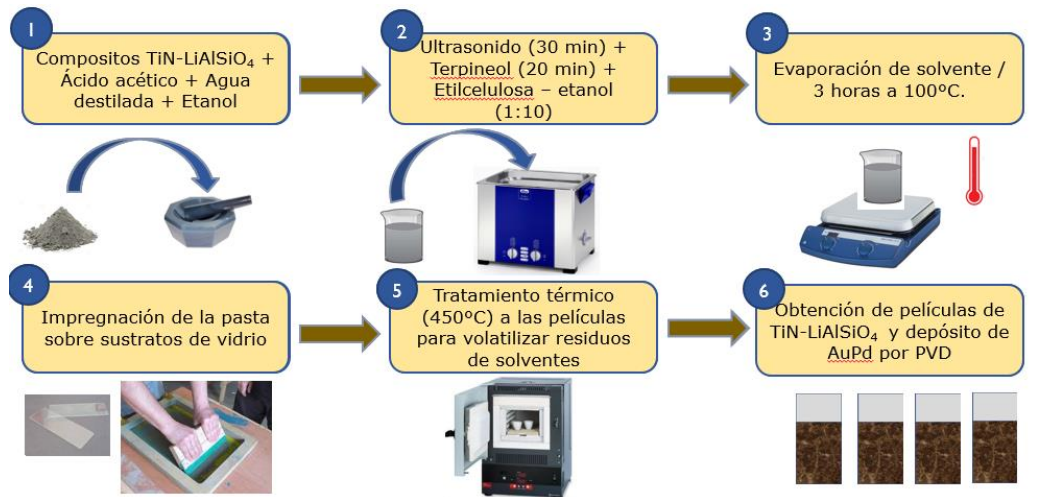 1
Compositos TiN-LiAlSiO₄ +
Ácido acético + Agua
destilada + Etanol
2
Ultrasonido (30 min) +
Terpineol (20 min) +
Etilcelulosa – etanol
(1:10)
3
Evaporación de solvente /
3 horas a 100ºC.
4
Impregnación de la pasta
sobre sustratos de vidrio
5
Tratamiento térmico
(450ºC) a las películas
para volatilizar residuos
de solventes
6
Obtención de películas de
TiN-LiAlSiO₄ y depósito de
AuPd por PVD